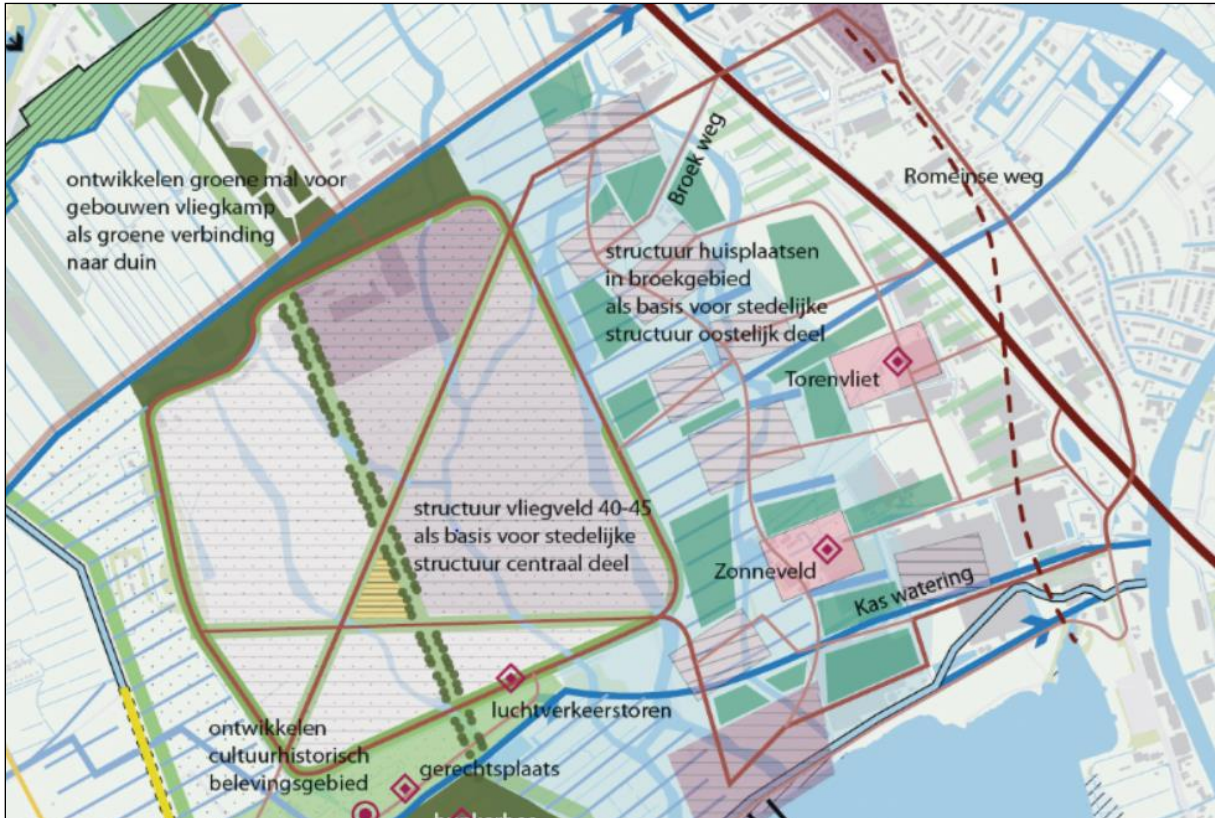 ontwikkelen groene mal voor
gebouwen vliegkamp
als groene verbinding
naar duin
Broek weg
Romeinse weg
structuur huisplaatsen
in broekgebied
als basis voor stedelijke
structuur oostelijk deel
Torenvliet
structuur vliegveld 40-45
als basis voor stedelijke
structuur centraal deel
Zonneveld
Kas watering
luchtverkeerstoren
ontwikkelen
cultuurhistorisch
belevingsgebied
gerechtsplaats